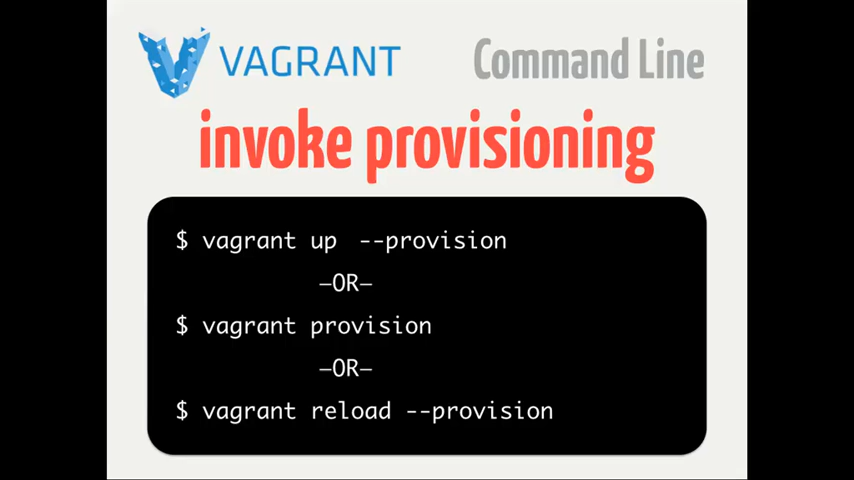 VAGRANT Command Line
invoke provisioning
$ vagrant up --provision
—OR—
$ vagrant provision
—OR—
$ vagrant reload --provision